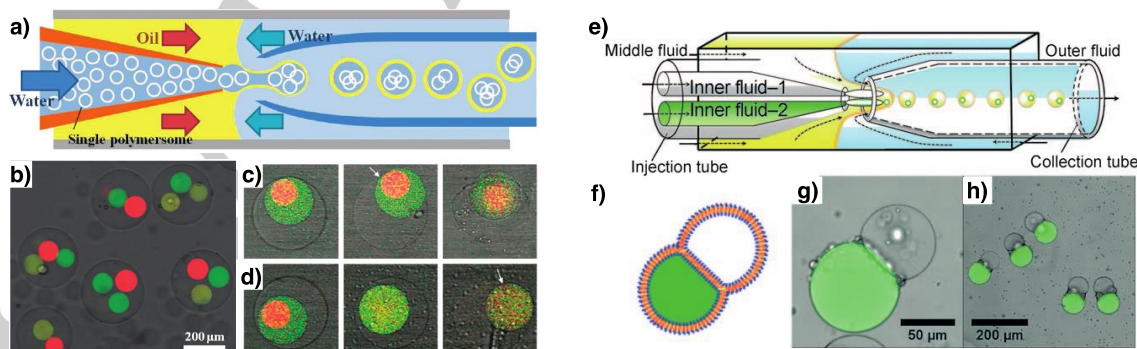 a)
Oil
Water
Water
Single polymersome
b)
200 µm
c)
d)
e)
Middle fluid
Outer fluid
Inner fluid–1
Inner fluid–2
Injection tube
Collection tube
f)
g)
50 µm
h)
200 µm